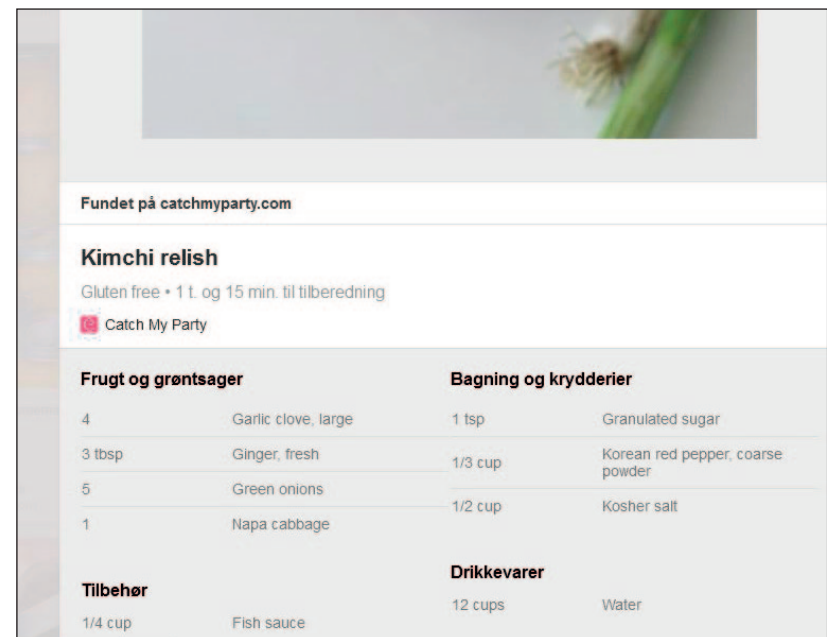 Fundet på catchmyparty.com
Kimchi relish
Gluten free • 1 t. og 15 min. til tilberedning
Catch My Party
Frugt og grøntsager
4 Garlic clove, large
3 tbsp Ginger, fresh
5 Green onions
1 Napa cabbage
Tilbehør
1/4 cup Fish sauce
Bagning og krydderier
1 tsp Granulated sugar
1/3 cup Korean red pepper, coarse
powder
1/2 cup Kosher salt
Drikkevarer
12 cups Water